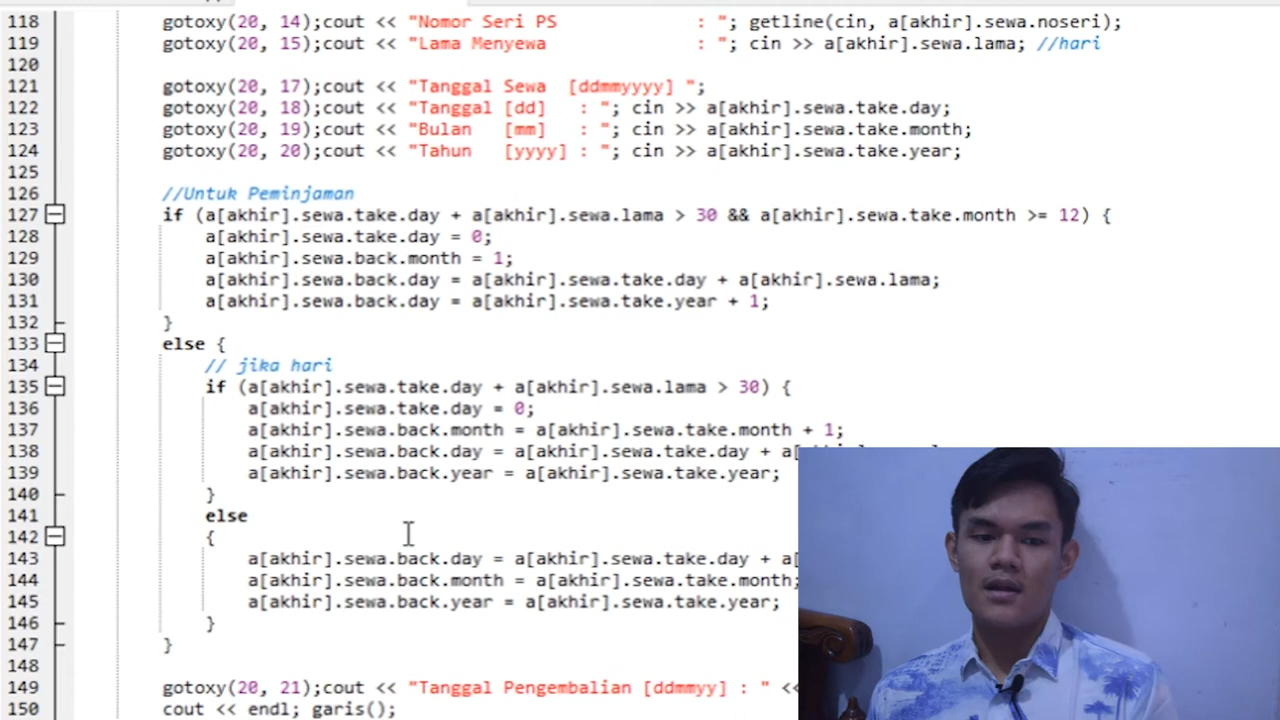 118 gotoxy(20, 14);cout << "Nomor Seri PS : "; getline(cin, a[akhir].sewa.noseri);
119 gotoxy(20, 15);cout << "Lama Menyewa : "; cin >> a[akhir].sewa.lama; //hari
120
121 gotoxy(20, 17);cout << "Tanggal Sewa [ddmmyyyy] ";
122 gotoxy(20, 18);cout << "Tanggal [dd] : "; cin >> a[akhir].sewa.take.day;
123 gotoxy(20, 19);cout << "Bulan [mm] : "; cin >> a[akhir].sewa.take.month;
124 gotoxy(20, 20);cout << "Tahun [yyyy] : "; cin >> a[akhir].sewa.take.year;
125
126 //Untuk Peminjaman
127 if (a[akhir].sewa.take.day + a[akhir].sewa.lama > 30 && a[akhir].sewa.take.month >= 12) {
128 a[akhir].sewa.take.day = 0;
129 a[akhir].sewa.back.month = 1;
130 a[akhir].sewa.back.day = a[akhir].sewa.take.day + a[akhir].sewa.lama;
131 a[akhir].sewa.back.day = a[akhir].sewa.take.year + 1;
132 }
133 else {
134 // jika hari
135 if (a[akhir].sewa.take.day + a[akhir].sewa.lama > 30) {
136 a[akhir].sewa.take.day = 0;
137 a[akhir].sewa.back.month = a[akhir].sewa.take.month + 1;
138 a[akhir].sewa.back.day = a[akhir].sewa.take.day + a[
139 a[akhir].sewa.back.year = a[akhir].sewa.take.year;
140 }
141 else
142 {
143 a[akhir].sewa.back.day = a[akhir].sewa.take.day + a[
144 a[akhir].sewa.back.month = a[akhir].sewa.take.month;
145 a[akhir].sewa.back.year = a[akhir].sewa.take.year;
146 }
147 }
148
149 gotoxy(20, 21);cout << "Tanggal Pengembalian [ddmmyy] : " <<
150 cout << endl; garis();